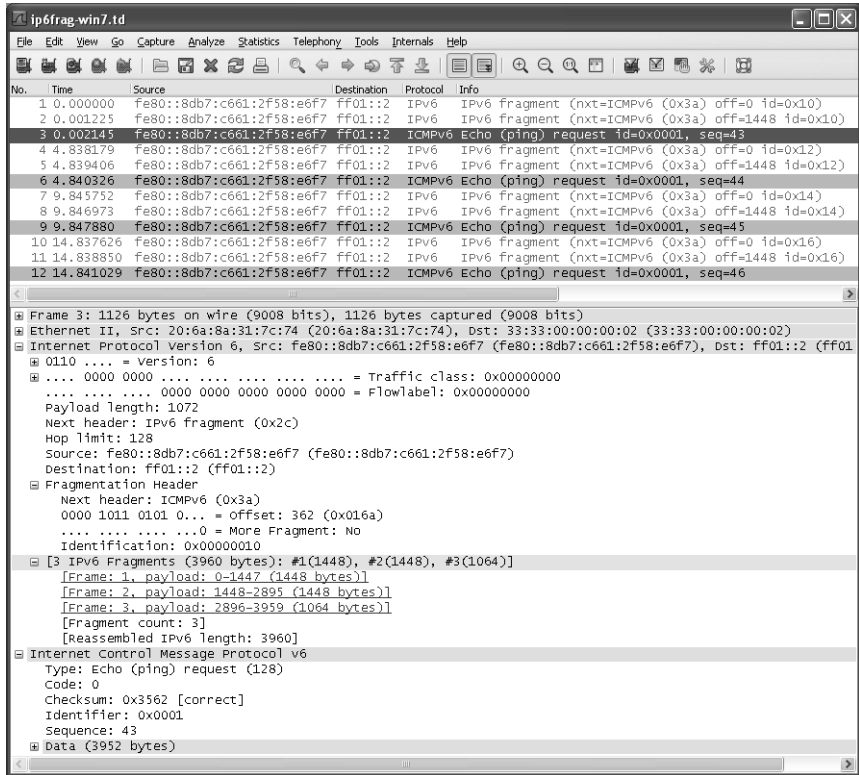 ip6frag-win7.td
File Edit View Go Capture Analyze Statistics Telephony Tools Internals Help
No. Time Source Destination Protocol Info
1 0.000000 fe80::8db7:c661:2f58:e6f7 ff01::2 IPv6 IPv6 fragment (nxt=ICMPv6 (0x3a) off=0 id=0x10)
2 0.001225 fe80::8db7:c661:2f58:e6f7 ff01::2 IPv6 IPv6 fragment (nxt=ICMPv6 (0x3a) off=1448 id=0x10)
3 0.002145 fe80::8db7:c661:2f58:e6f7 ff01::2 ICMPv6 Echo (ping) request id=0x0001, seq=43
4 4.838179 fe80::8db7:c661:2f58:e6f7 ff01::2 IPv6 IPv6 fragment (nxt=ICMPv6 (0x3a) off=0 id=0x12)
5 4.839406 fe80::8db7:c661:2f58:e6f7 ff01::2 IPv6 IPv6 fragment (nxt=ICMPv6 (0x3a) off=1448 id=0x12)
6 4.840326 fe80::8db7:c661:2f58:e6f7 ff01::2 ICMPv6 Echo (ping) request id=0x0001, seq=44
7 9.845752 fe80::8db7:c661:2f58:e6f7 ff01::2 IPv6 IPv6 fragment (nxt=ICMPv6 (0x3a) off=0 id=0x14)
8 9.846973 fe80::8db7:c661:2f58:e6f7 ff01::2 IPv6 IPv6 fragment (nxt=ICMPv6 (0x3a) off=1448 id=0x14)
9 9.847880 fe80::8db7:c661:2f58:e6f7 ff01::2 ICMPv6 Echo (ping) request id=0x0001, seq=45
10 14.837626 fe80::8db7:c661:2f58:e6f7 ff01::2 IPv6 IPv6 fragment (nxt=ICMPv6 (0x3a) off=0 id=0x16)
11 14.838850 fe80::8db7:c661:2f58:e6f7 ff01::2 IPv6 IPv6 fragment (nxt=ICMPv6 (0x3a) off=1448 id=0x16)
12 14.841029 fe80::8db7:c661:2f58:e6f7 ff01::2 ICMPv6 Echo (ping) request id=0x0001, seq=46
Frame 3: 1126 bytes on wire (9008 bits), 1126 bytes captured (9008 bits)
Ethernet II, Src: 20:6a:8a:31:7c:74 (20:6a:8a:31:7c:74), Dst: 33:33:00:00:00:02 (33:33:00:00:00:02)
Internet Protocol Version 6, Src: fe80::8db7:c661:2f58:e6f7 (fe80::8db7:c661:2f58:e6f7), Dst: ff01::2 (ff01
0110 .... = Version: 6
.... 0000 0000 .... .... .... .... .... = Traffic class: 0x00000000
.... .... .... 0000 0000 0000 0000 0000 = Flowlabel: 0x00000000
Payload length: 1072
Next header: IPv6 fragment (0x2c)
Hop limit: 128
Source: fe80::8db7:c661:2f58:e6f7 (fe80::8db7:c661:2f58:e6f7)
Destination: ff01::2 (ff01::2)
Fragmentation Header
Next header: ICMPv6 (0x3a)
0000 1011 0101 0... = Offset: 362 (0x016a)
.... .... .... ...0 = More Fragment: No
Identification: 0x00000010
[3 IPv6 Fragments (3960 bytes): #1(1448), #2(1448), #3(1064)]
[Frame: 1, payload: 0-1447 (1448 bytes)]
[Frame: 2, payload: 1448-2895 (1448 bytes)]
[Frame: 3, payload: 2896-3959 (1064 bytes)]
[Fragment count: 3]
[Reassembled IPv6 length: 3960]
Internet Control Message Protocol v6
Type: Echo (ping) request (128)
Code: 0
Checksum: 0x3562 [correct]
Identifier: 0x0001
Sequence: 43
Data (3952 bytes)